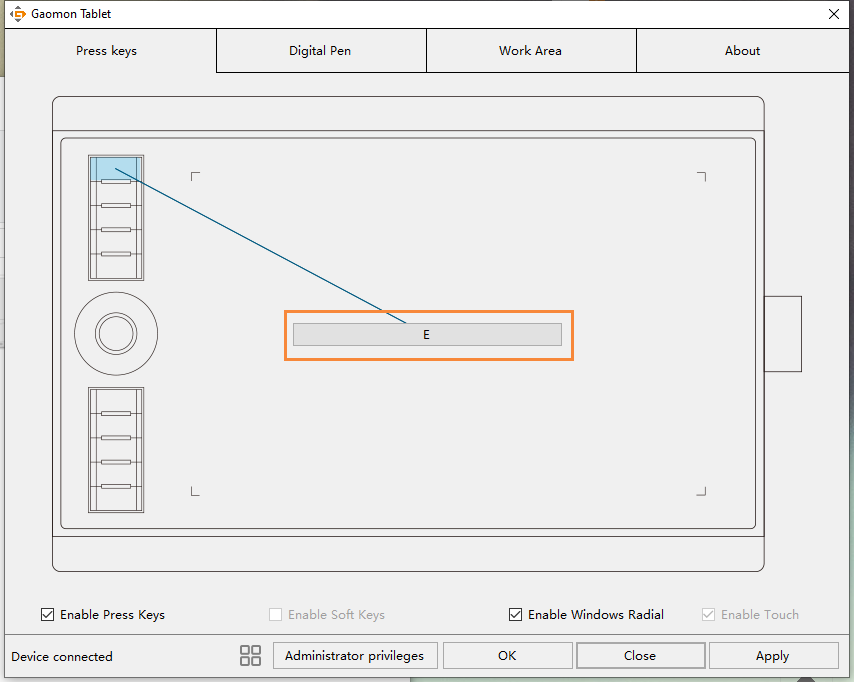 Gaomon Tablet
Press keys
Digital Pen
Work Area
About
E
Enable Press Keys
Enable Soft Keys
Enable Windows Radial
Enable Touch
Device connected
Administrator privileges
OK
Close
Apply